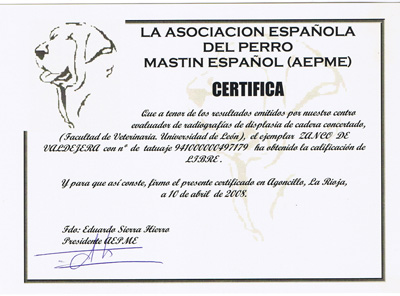 LA ASOCIACION ESPAÑOLA
DEL PERRO
MASTIN ESPAÑOL (AEPME)
CERTIFICA
Que a tenor de los resultados emitidos por nuestro centro
evaluador de radiografías de displasia de cadera concertado,
(Facultad de Veterinaria. Universidad de León), el ejemplar ZANCO DE
VALDEJERA con nº de tatuaje 941000000497179 ha obtenido la calificación de
LIBRE.
Y para que así conste, firmo el presente certificado en Agoncillo, La Rioja,
a 10 de abril de 2008.
Fdo: Eduardo Sierra Hierro
Presidente AEPME